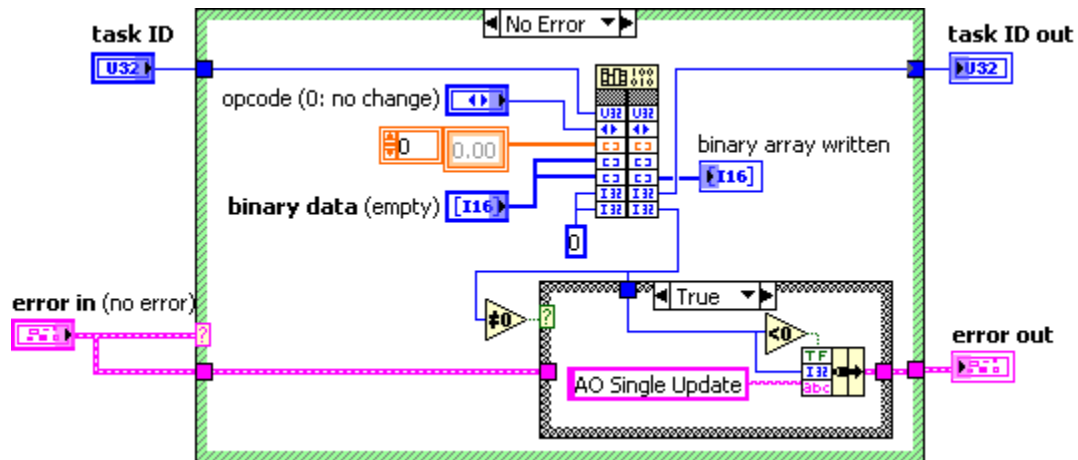 No Error
task ID
task ID out
U32
U32
opcode (0: no change)
0
0.00
binary array written
[I16]
binary data (empty)
[I16]
U32
I32 I32
I32 I32
0
error in (no error)
?
≠0
?
True
<0
TF
I32
abc
AO Single Update
error out